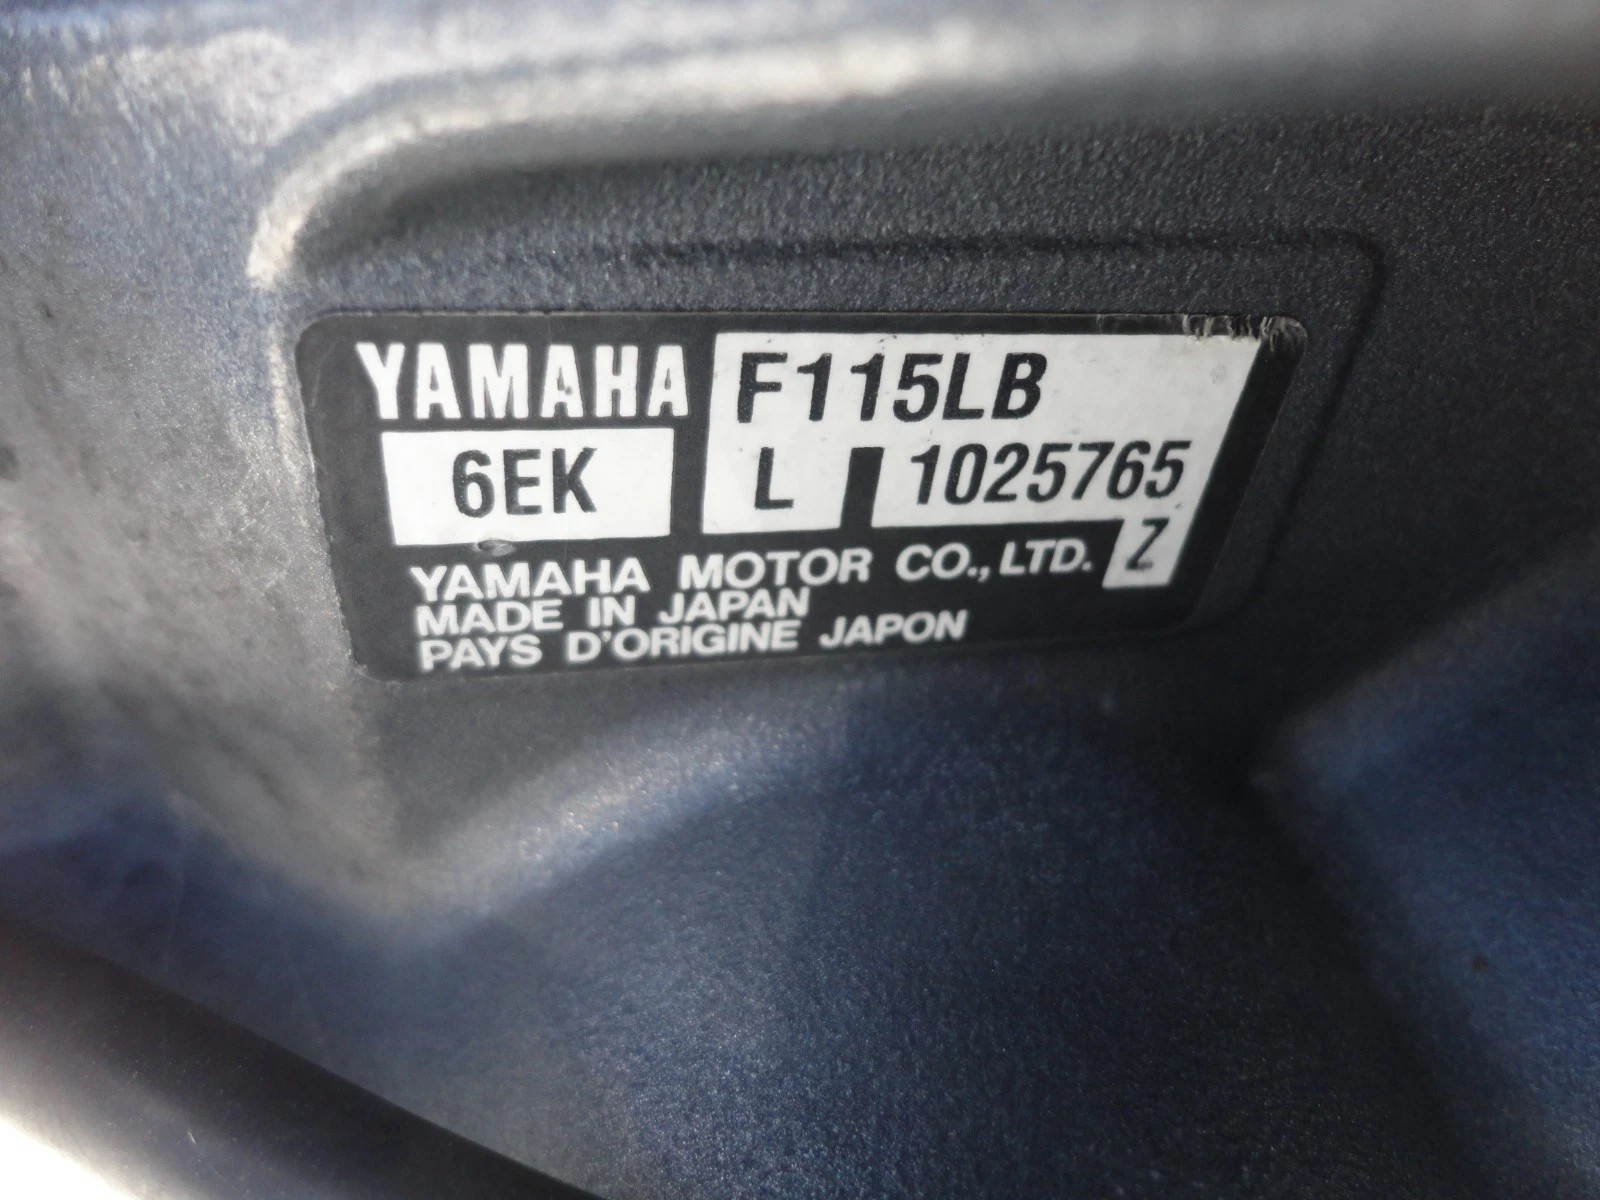 YAMAHA F115LB
6EK L 1025765
YAMAHA MOTOR CO., LTD. Z
MADE IN JAPAN
PAYS D'ORIGINE JAPON